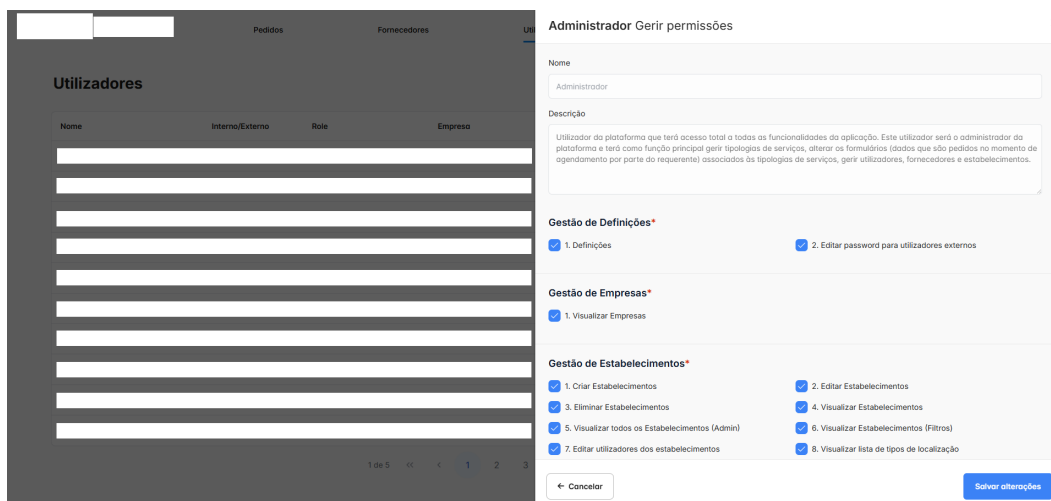 Pedidos
Fornecedores
Uti
Utilizadores
Nome
Interno/Externo
Role
Empresa
1 de 5 << < 1 2 3
Administrador Gerir permissões
Nome
Administrador
Descrição
Utilizador da plataforma que terá acesso total a todas as funcionalidades da aplicação. Este utilizador será o administrador da
plataforma e terá como função principal gerir tipologias de serviços, alterar os formulários (dados que são pedidos no momento de
agendamento por parte do requerente) associados às tipologias de serviços, gerir utilizadores, fornecedores e estabelecimentos.
Gestão de Definições*
1. Definições
2. Editar password para utilizadores externos
Gestão de Empresas*
1. Visualizar Empresas
Gestão de Estabelecimentos*
1. Criar Estabelecimentos
2. Editar Estabelecimentos
3. Eliminar Estabelecimentos
4. Visualizar Estabelecimentos
5. Visualizar todos os Estabelecimentos (Admin)
6. Visualizar Estabelecimentos (Filtros)
7. Editar utilizadores dos estabelecimentos
8. Visualizar lista de tipos de localização
← Cancelar
Salvar alterações